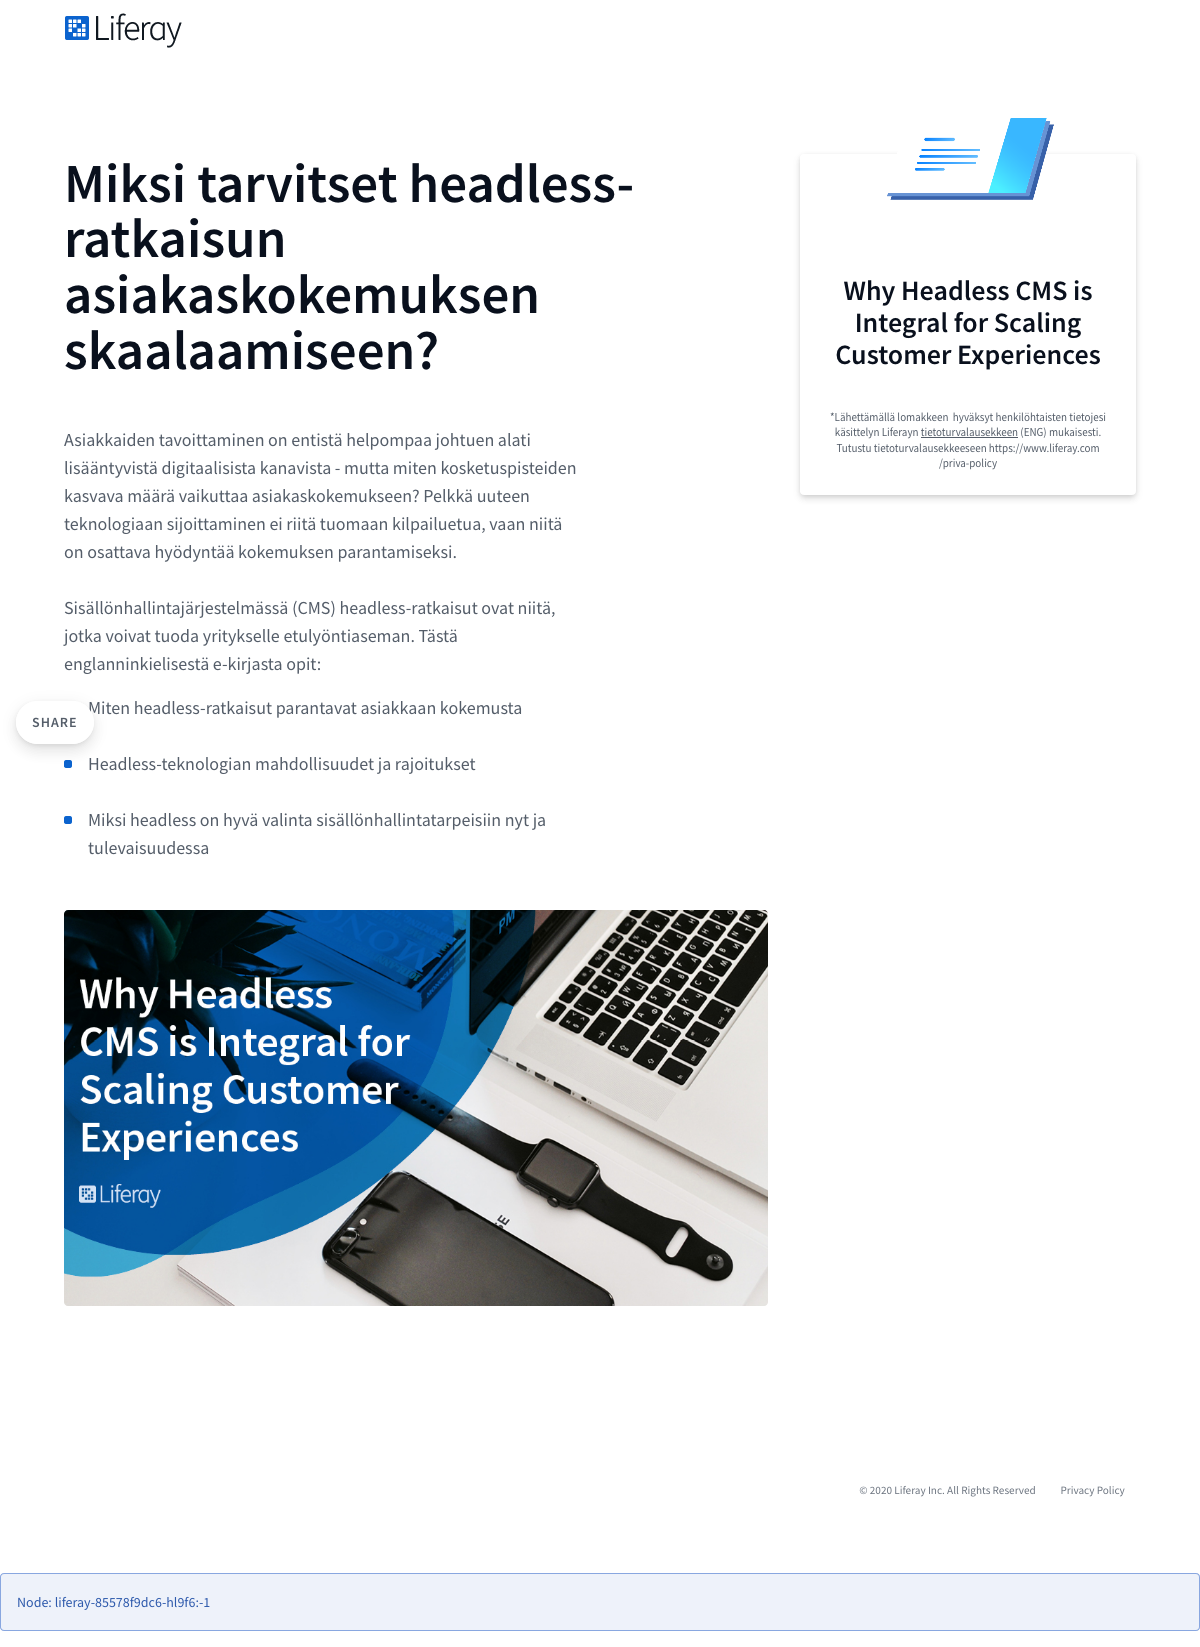 Liferay
Miksi tarvitset headless-
ratkaisun
asiakaskokemuksen
skaalaamiseen?
Asiakkaiden tavoittaminen on entistä helpompaa johtuen alati
lisääntyvistä digitaalisista kanavista - mutta miten kosketuspisteiden
kasvava määrä vaikuttaa asiakaskokemukseen? Pelkkä uuteen
teknologiaan sijoittaminen ei riitä tuomaan kilpailuetua, vaan niitä
on osattava hyödyntää kokemuksen parantamiseksi.
Sisällönhallintajärjestelmässä (CMS) headless-ratkaisut ovat niitä,
jotka voivat tuoda yritykselle etulyöntiaseman. Tästä
englanninkielisestä e-kirjasta opit:
Miten headless-ratkaisut parantavat asiakkaan kokemusta
SHARE
Headless-teknologian mahdollisuudet ja rajoitukset
Miksi headless on hyvä valinta sisällönhallintatarpeisiin nyt ja
tulevaisuudessa
Why Headless
CMS is Integral for
Scaling Customer
Experiences
Liferay
Why Headless CMS is
Integral for Scaling
Customer Experiences
*Lähettämällä lomakkeen hyväksyt henkilöhtaisten tietojesi
käsittelyn Liferayn tietoturvalausekkeen (ENG) mukaisesti.
Tutustu tietoturvalausekkeeseen https://www.liferay.com
/priva-policy
© 2020 Liferay Inc. All Rights Reserved Privacy Policy
Node: liferay-85578f9dc6-hl9f6:-1